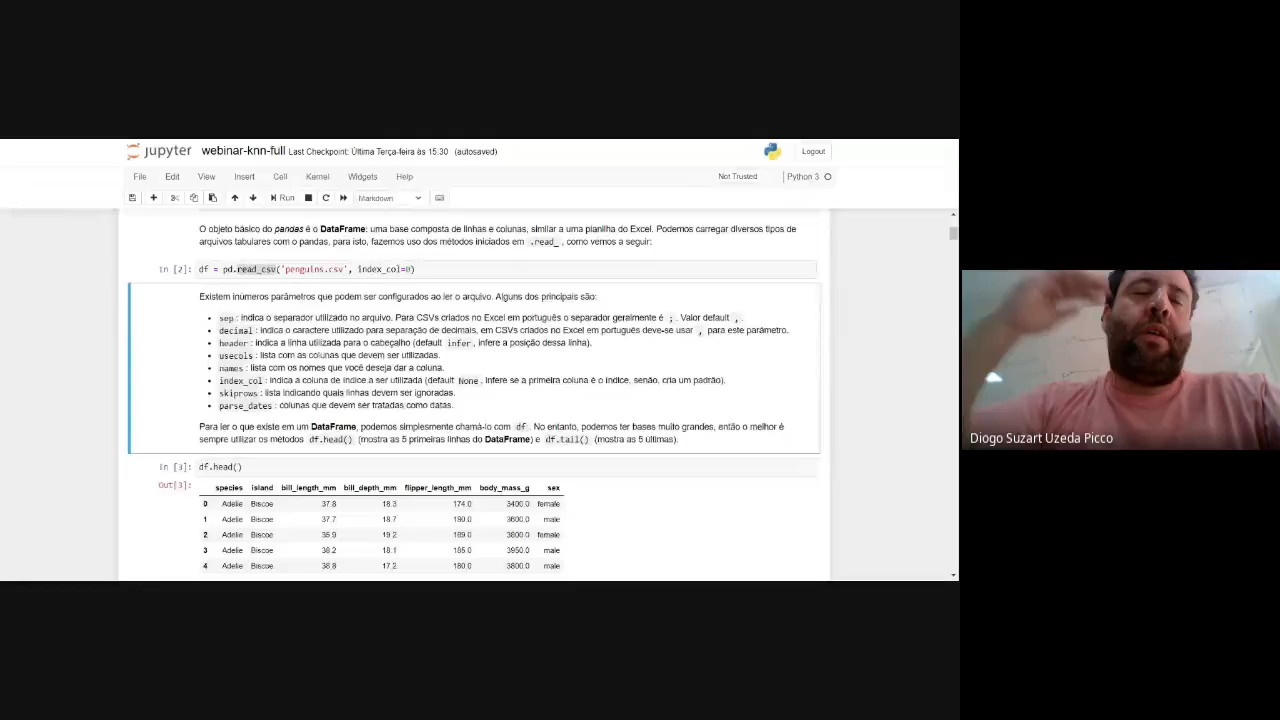 jupyter webinar-knn-full Last Checkpoint: Última Terça-feira às 15:30 (autosaved) Logout
File Edit View Insert Cell Kernel Widgets Help Not Trusted Python 3
Run Markdown
O objeto básico do pandas é o DataFrame: uma base composta de linhas e colunas, similar a uma planilha do Excel. Podemos carregar diversos tipos de
arquivos tabulares com o pandas, para isto, fazemos uso dos métodos iniciados em .read_ , como vemos a seguir:
In [2]: df = pd.read_csv('penguins.csv', index_col=0)
Existem inúmeros parâmetros que podem ser configurados ao ler o arquivo. Alguns dos principais são:
• sep : indica o separador utilizado no arquivo. Para CSVs criados no Excel em português o separador geralmente é ; . Valor default , .
• decimal : indica o caractere utilizado para separação de decimais, em CSVs criados no Excel em português deve-se usar , para este parâmetro.
• header : indica a linha utilizada para o cabeçalho (default infer , infere a posição dessa linha).
• usecols : lista com as colunas que devem ser utilizadas.
• names : lista com os nomes que você deseja dar a coluna.
• index_col : indica a coluna de índice a ser utilizada (default None , infere se a primeira coluna é o índice, senão, cria um padrão).
• skiprows : lista indicando quais linhas devem ser ignoradas.
• parse_dates : colunas que devem ser tratadas como datas.
Para ler o que existe em um DataFrame, podemos simplesmente chamá-lo com df . No entanto, podemos ter bases muito grandes, então o melhor é
sempre utilizar os métodos df.head() (mostra as 5 primeiras linhas do DataFrame) e df.tail() (mostra as 5 últimas).
In [3]: df.head()
Out[3]: species island bill_length_mm bill_depth_mm flipper_length_mm body_mass_g sex
0 Adelie Biscoe 37.8 18.3 174.0 3400.0 female
1 Adelie Biscoe 37.7 18.7 180.0 3600.0 male
2 Adelie Biscoe 35.9 19.2 189.0 3800.0 female
3 Adelie Biscoe 38.2 18.1 185.0 3950.0 male
4 Adelie Biscoe 38.8 17.2 180.0 3800.0 male
Diogo Suzart Uzeda Picco